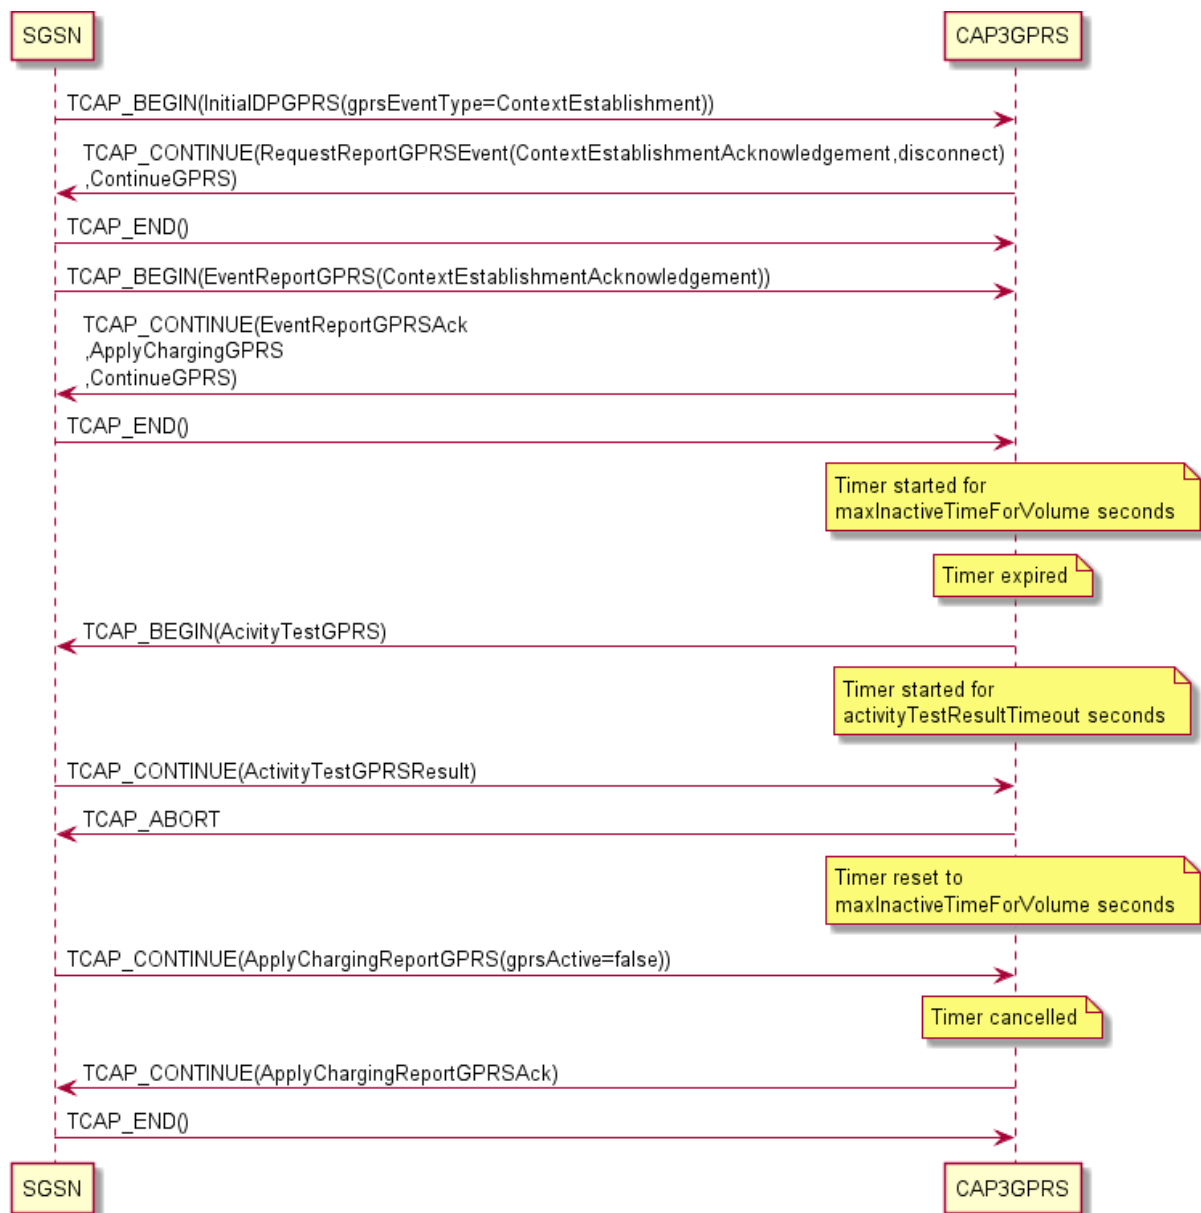 SGSN
CAP3GPRS
TCAP_BEGIN(InitialDPGPRS(gprsEventType=ContextEstablishment))
TCAP_CONTINUE(RequestReportGPRSEvent(ContextEstablishmentAcknowledgement,disconnect)
,ContinueGPRS)
TCAP_END()
TCAP_BEGIN(EventReportGPRS(ContextEstablishmentAcknowledgement))
TCAP_CONTINUE(EventReportGPRSAck
,ApplyChargingGPRS
,ContinueGPRS)
TCAP_END()
Timer started for
maxInactiveTimeForVolume seconds
Timer expired
TCAP_BEGIN(AcivityTestGPRS)
Timer started for
activityTestResultTimeout seconds
TCAP_CONTINUE(ActivityTestGPRSResult)
TCAP_ABORT
Timer reset to
maxInactiveTimeForVolume seconds
TCAP_CONTINUE(ApplyChargingReportGPRS(gprsActive=false))
Timer cancelled
TCAP_CONTINUE(ApplyChargingReportGPRSAck)
TCAP_END()
SGSN
CAP3GPRS